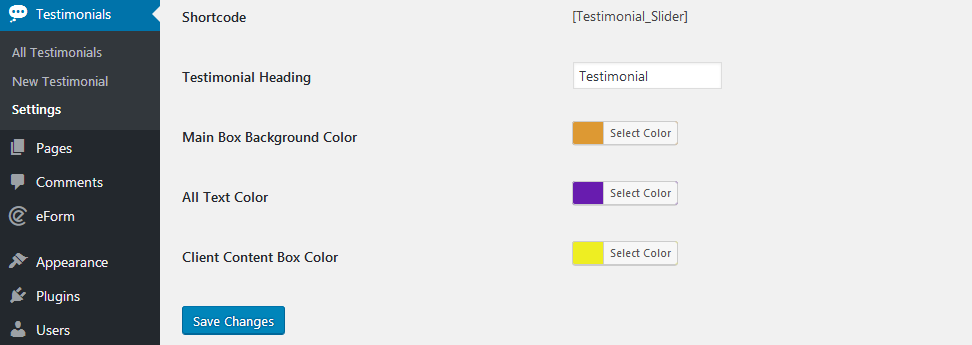 Testimonials
All Testimonials
New Testimonial
Settings
Pages
Comments
eForm
Appearance
Plugins
Users
Shortcode [Testimonial_Slider]
Testimonial Heading Testimonial
Main Box Background Color Select Color
All Text Color Select Color
Client Content Box Color Select Color
Save Changes